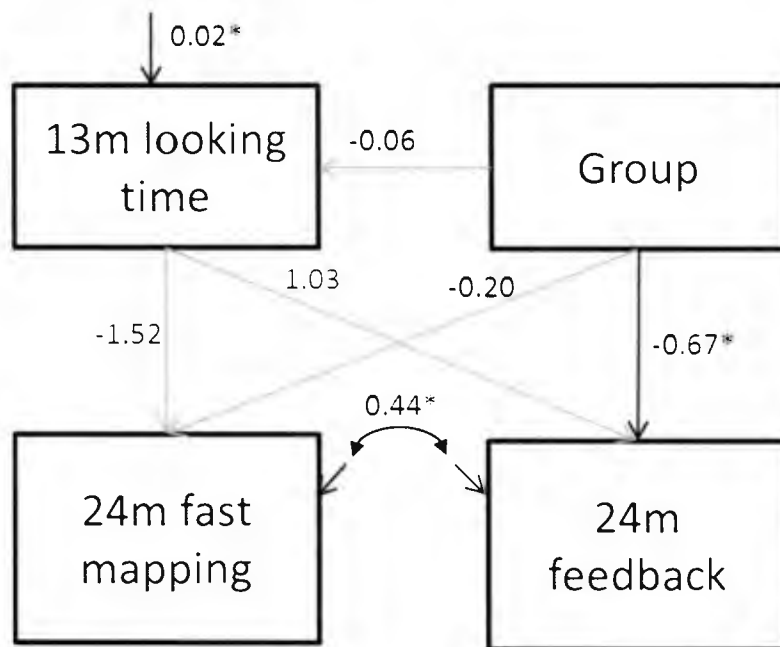 0.02*
13m looking
time
-0.06
Group
1.03
-0.20
-1.52
-0.67*
0.44*
24m fast
mapping
24m
feedback